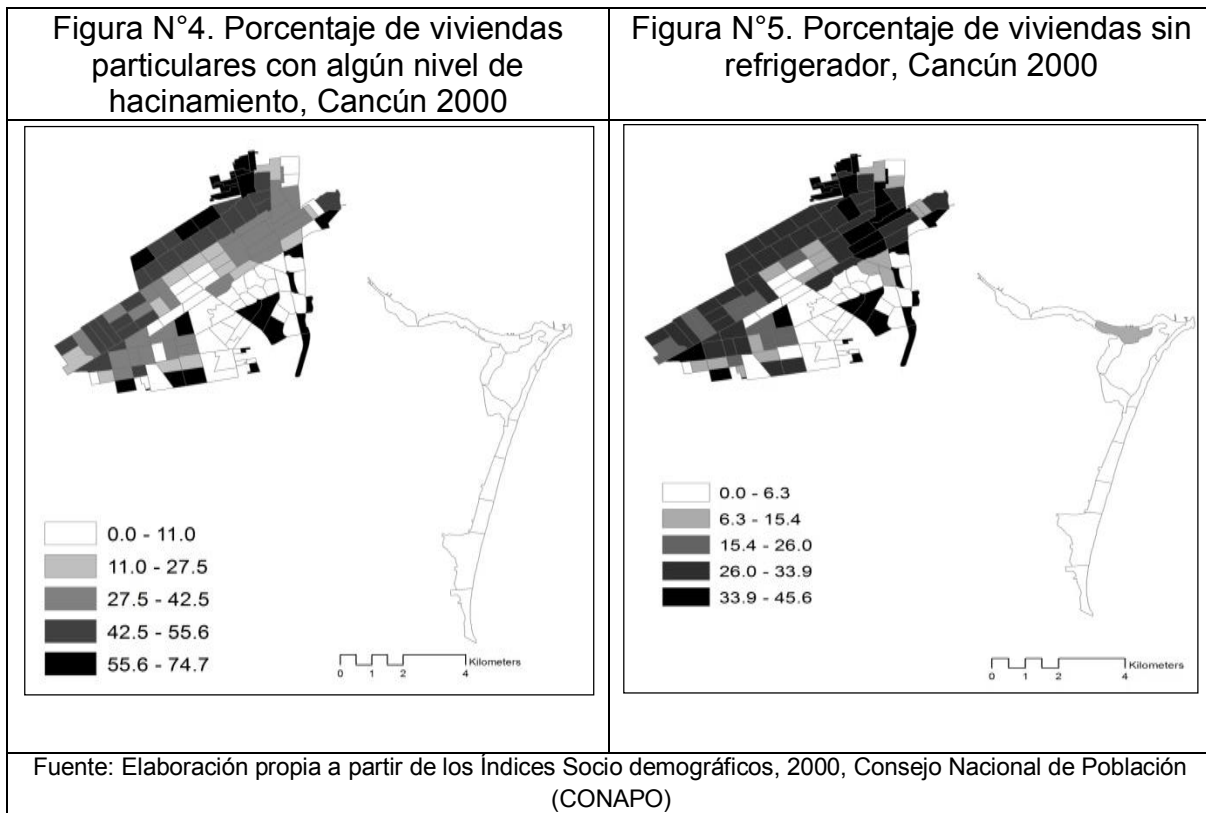 Figura N°4. Porcentaje de viviendas
particulares con algún nivel de
hacinamiento, Cancún 2000
Figura N°5. Porcentaje de viviendas sin
refrigerador, Cancún 2000
0.0 - 11.0
11.0 - 27.5
27.5 - 42.5
42.5 - 55.6
55.6 - 74.7
Kilometers
0 1 2 4
0.0 - 6.3
6.3 - 15.4
15.4 - 26.0
26.0 - 33.9
33.9 - 45.6
Kilometers
0 1 2 4
Fuente: Elaboración propia a partir de los Índices Socio demográficos, 2000, Consejo Nacional de Población
(CONAPO)